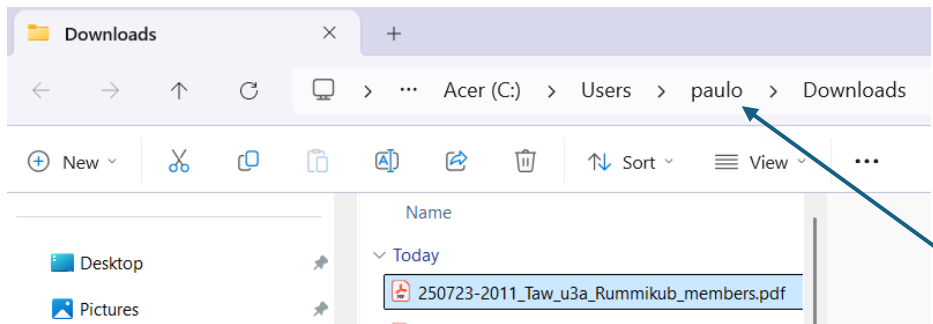 Downloads
Acer (C:) > Users > paulo > Downloads
New Sort View
Name
Desktop
Today
250723-2011_Taw_u3a_Rummikub_members.pdf
Pictures